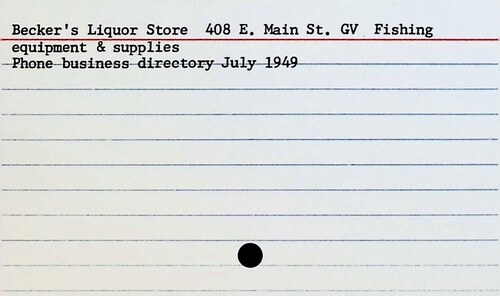 Becker's Liquor Store  408 E. Main St. GV  Fishing
equipment & supplies
Phone business directory July 1949